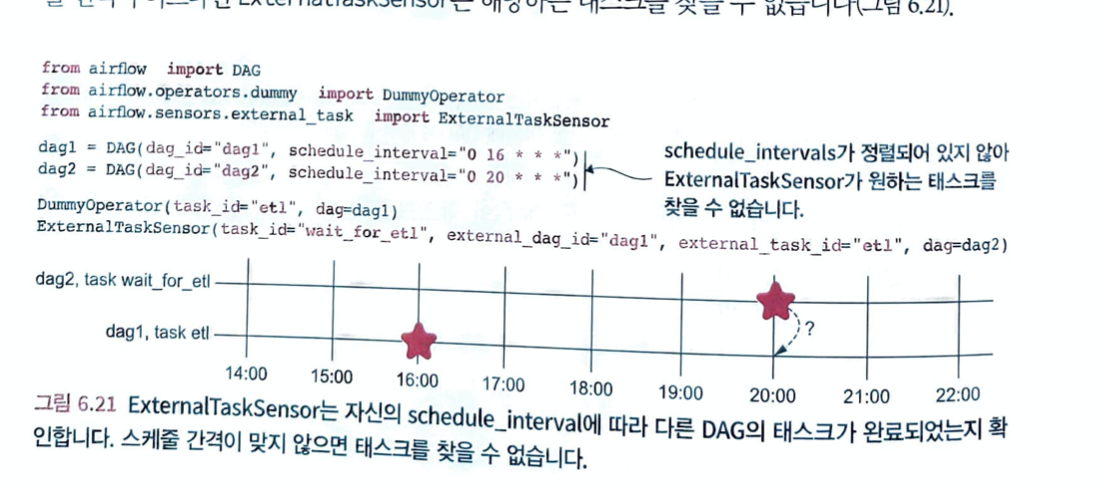 ExternalTaskSensor는 해당하는 태스크를 찾을 수 없습니다(그림 6.21).
from airflow import DAG
from airflow.operators.dummy import DummyOperator
from airflow.sensors.external_task import ExternalTaskSensor
dag1 = DAG(dag_id="dag1", schedule_interval="0 16 * * *")
dag2 = DAG(dag_id="dag2", schedule_interval="0 20 * * *")
schedule_intervals가 정렬되어 있지 않아
ExternalTaskSensor가 원하는 태스크를
찾을 수 없습니다.
DummyOperator(task_id="etl", dag=dag1)
ExternalTaskSensor(task_id="wait_for_etl", external_dag_id="dag1", external_task_id="etl", dag=dag2)
dag2, task wait_for_etl
?
dag1, task etl
14:00 15:00 16:00 17:00 18:00 19:00 20:00 21:00 22:00
그림 6.21 ExternalTaskSensor는 자신의 schedule_interval에 따라 다른 DAG의 태스크가 완료되었는지 확
인합니다. 스케줄 간격이 맞지 않으면 태스크를 찾을 수 없습니다.